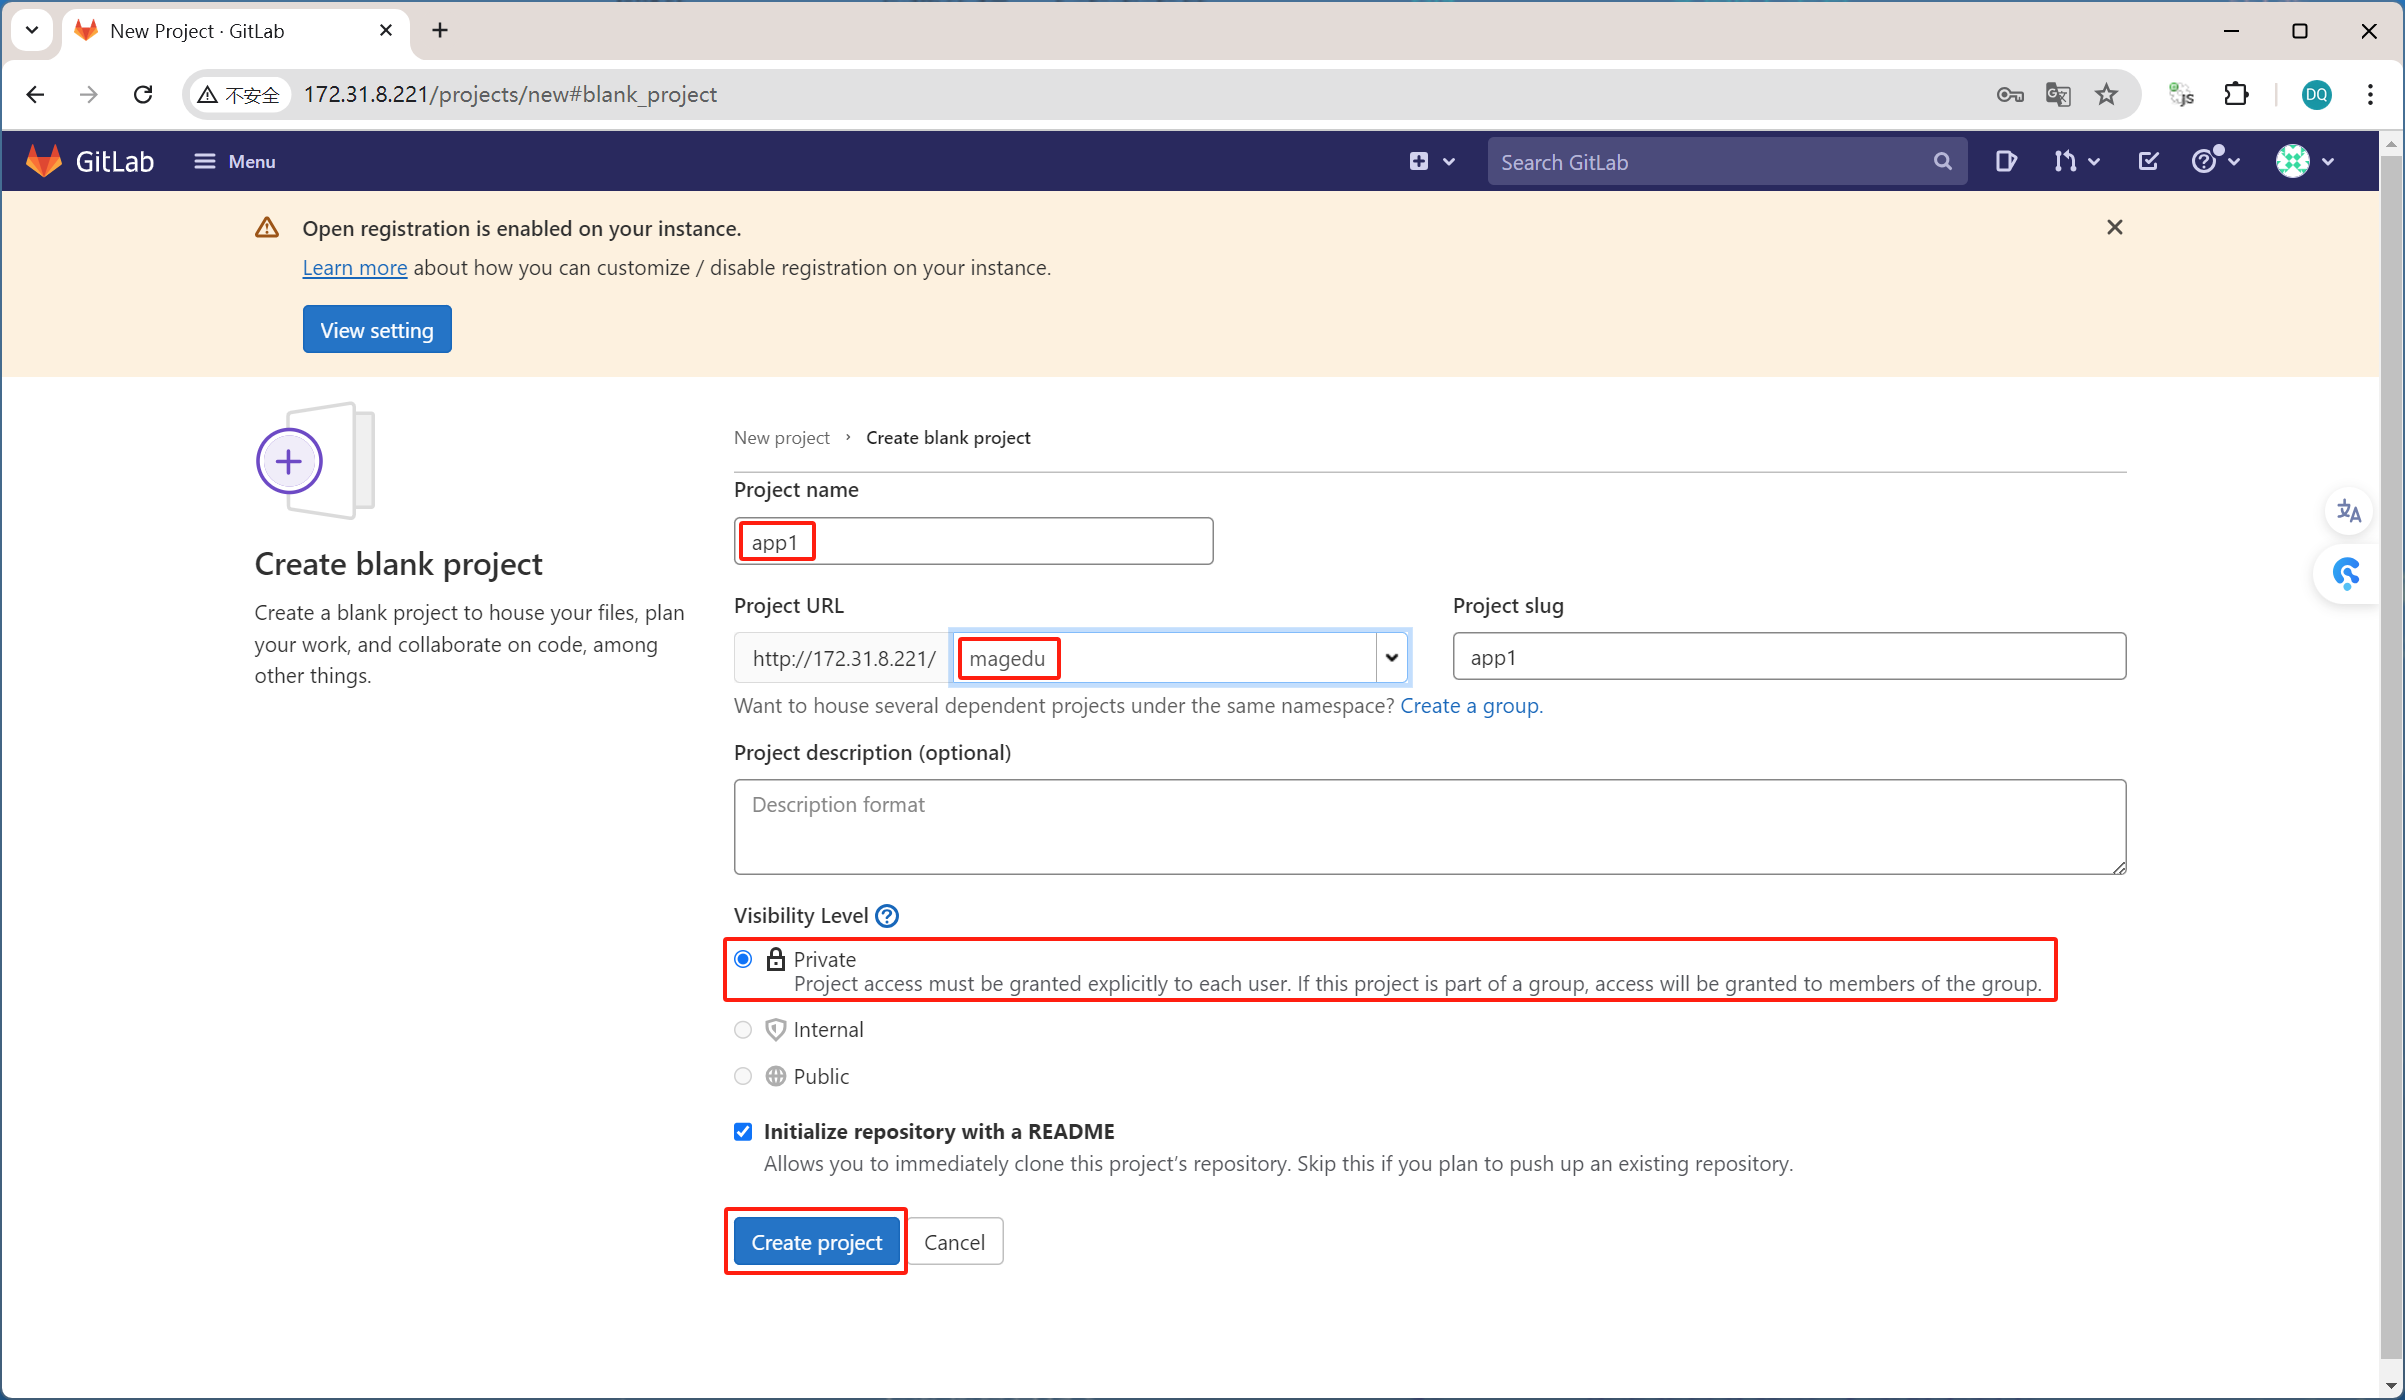 New Project · GitLab
不安全
172.31.8.221/projects/new#blank_project
DQ
GitLab
Menu
Search GitLab
Open registration is enabled on your instance.
Learn more about how you can customize / disable registration on your instance.
View setting
New project › Create blank project
Project name
app1
Create blank project
Create a blank project to house your files, plan
your work, and collaborate on code, among
other things.
Project URL
Project slug
http://172.31.8.221/
magedu
app1
Want to house several dependent projects under the same namespace? Create a group.
Project description (optional)
Description format
Visibility Level
Private
Project access must be granted explicitly to each user. If this project is part of a group, access will be granted to members of the group.
Internal
Public
Initialize repository with a README
Allows you to immediately clone this project's repository. Skip this if you plan to push up an existing repository.
Create project
Cancel